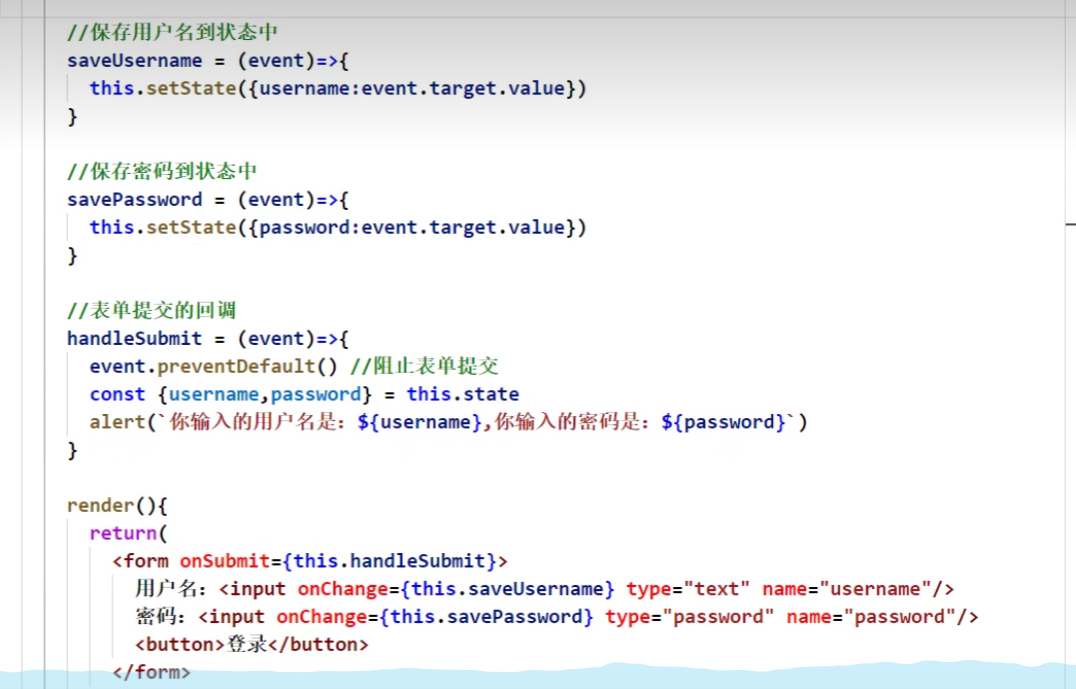 //保存用户名到状态中
saveUsername = (event)=>{
this.setState({username:event.target.value})
}
//保存密码到状态中
savePassword = (event)=>{
this.setState({password:event.target.value})
}
//表单提交的回调
handleSubmit = (event)=>{
event.preventDefault() //阻止表单提交
const {username,password} = this.state
alert(`你输入的用户名是：${username},你输入的密码是：${password}`)
}
render(){
return(
<form onSubmit={this.handleSubmit}>
用户名：<input onChange={this.saveUsername} type="text" name="username"/>
密码：<input onChange={this.savePassword} type="password" name="password"/>
<button>登录</button>
</form>